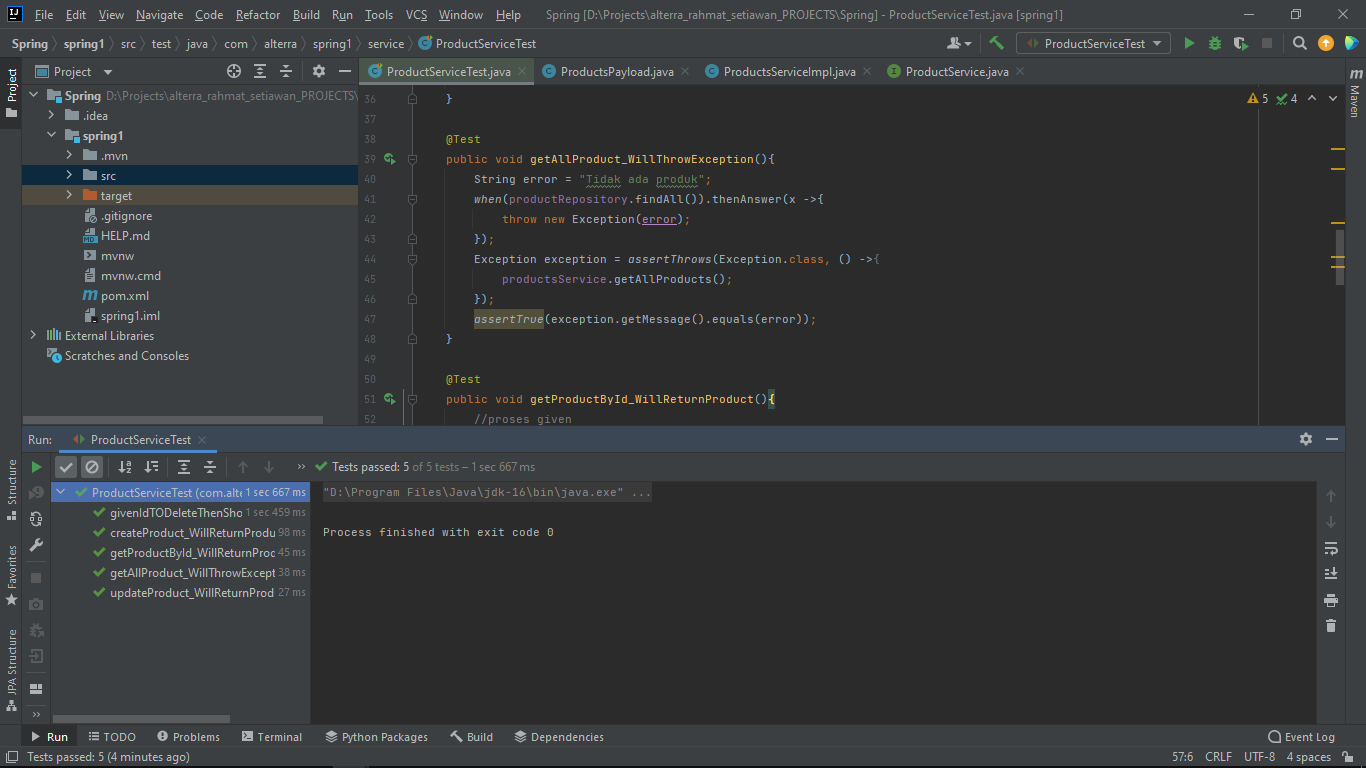 File Edit View Navigate Code Refactor Build Run Tools VCS Window Help Spring [D:\Projects\alterra_rahmat_setiawan_PROJECTS\Spring] - ProductServiceTest.java [spring1]
Spring spring1 src test java com alterra spring1 service ProductServiceTest ProductServiceTest
Project
Project
ProductServiceTest.java ProductsPayload.java ProductsServiceImpl.java ProductService.java
Maven
Spring D:\Projects\alterra_rahmat_setiawan_PROJECTS\
.idea
spring1
.mvn
src
target
.gitignore
HELP.md
mvnw
mvnw.cmd
pom.xml
spring1.iml
External Libraries
Scratches and Consoles
5 4
36 }
37
38 @Test
39 public void getAllProduct_WillThrowException(){
40 String error = "Tidak ada produk";
41 when(productRepository.findAll()).thenAnswer(x ->{
42 throw new Exception(error);
43 });
44 Exception exception = assertThrows(Exception.class, () ->{
45 productsService.getAllProducts();
46 });
47 assertTrue(exception.getMessage().equals(error));
48 }
49
50 @Test
51 public void getProductById_WillReturnProduct(){
52 //proses given
Run: ProductServiceTest
Tests passed: 5 of 5 tests – 1 sec 667 ms
ProductServiceTest (com.alte 1 sec 667 ms
givenIdTODeleteThenSho 1 sec 459 ms
createProduct_WillReturnProdu 98 ms
getProductById_WillReturnProc 45 ms
getAllProduct_WillThrowExcept 38 ms
updateProduct_WillReturnProd 27 ms
"D:\Program Files\Java\jdk-16\bin\java.exe" ...
Process finished with exit code 0
Structure
Favorites
JPA Structure
Run TODO Problems Terminal Python Packages Build Dependencies Event Log
Tests passed: 5 (4 minutes ago) 57:6 CRLF UTF-8 4 spaces